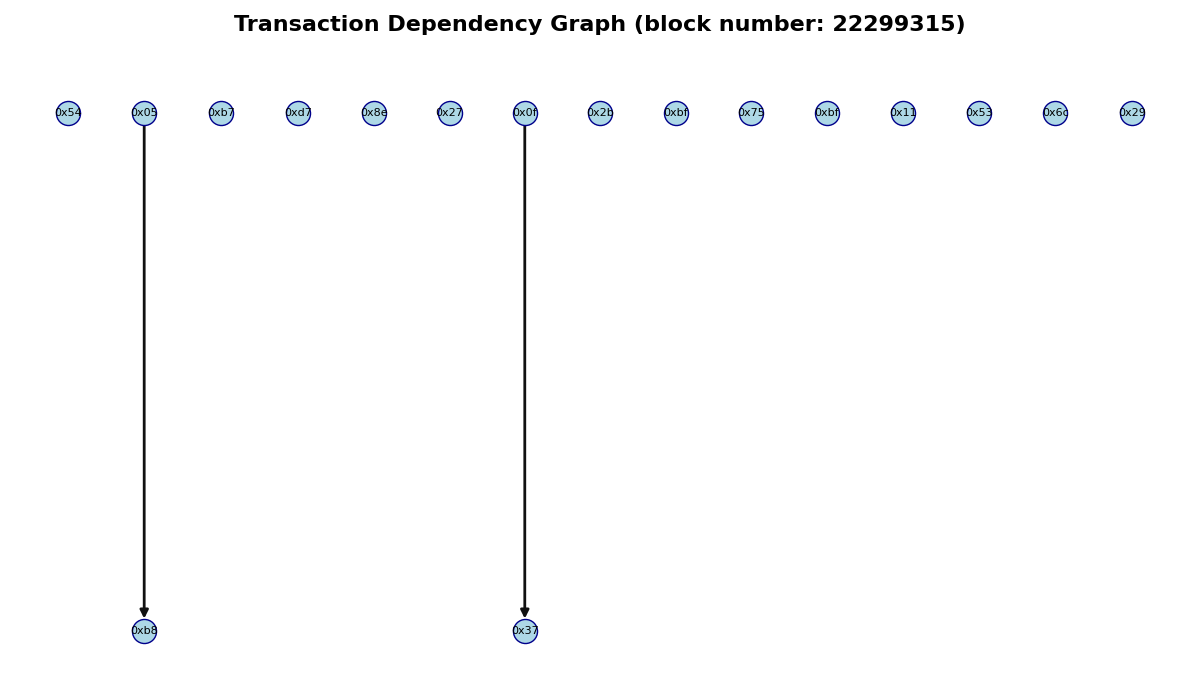 Transaction Dependency Graph (block number: 22299315)
0x54 0x05 0xb7 0xd7 0x8e 0x27 0x0f 0x2b 0xbf 0x75 0xbf 0x11 0x53 0x6c 0x29
0xb8 0x37